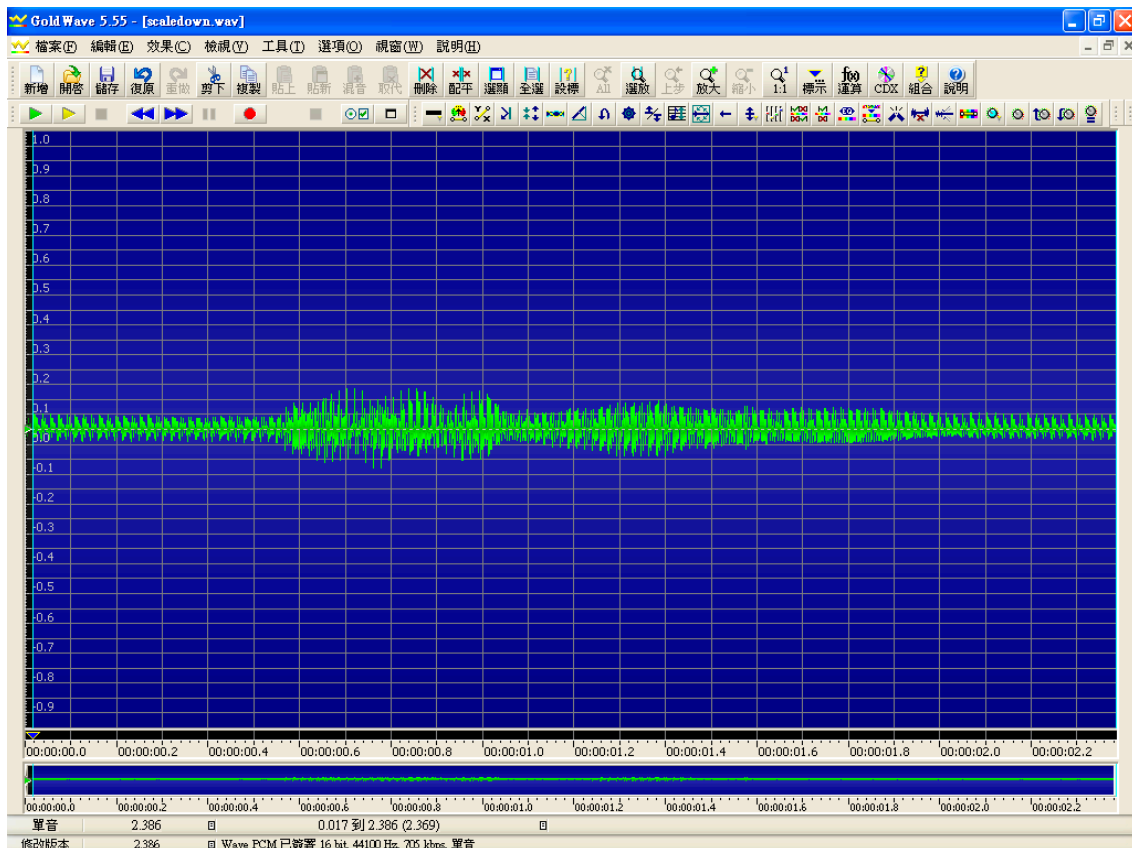 GoldWave 5.55 - [scaledown.wav]
檔案(F) 編輯(E) 效果(C) 檢視(V) 工具(T) 選項(O) 視窗(W) 說明(H)
新增 開啓 儲存 復原 重做 剪下 複製 貼上 貼新 混音 取代 刪除 配平 選顯 全選 設標 All 選放 上步 放大 縮小 1:1 標示 運算 CDX 組合 說明
1.0
0.9
0.8
0.7
0.6
0.5
0.4
0.3
0.2
0.1
0.0
-0.1
-0.2
-0.3
-0.4
-0.5
-0.6
-0.7
-0.8
-0.9
00:00:00.0 00:00:00.2 00:00:00.4 00:00:00.6 00:00:00.8 00:00:01.0 00:00:01.2 00:00:01.4 00:00:01.6 00:00:01.8 00:00:02.0 00:00:02.2
00:00:00.0 00:00:00.2 00:00:00.4 00:00:00.6 00:00:00.8 00:00:01.0 00:00:01.2 00:00:01.4 00:00:01.6 00:00:01.8 00:00:02.0 00:00:02.2
單音 2.386 0.017 到 2.386 (2.369)
修改版本 2.386 Wave PCM 已簽署 16 bit, 44100 Hz, 705 kbps, 單音